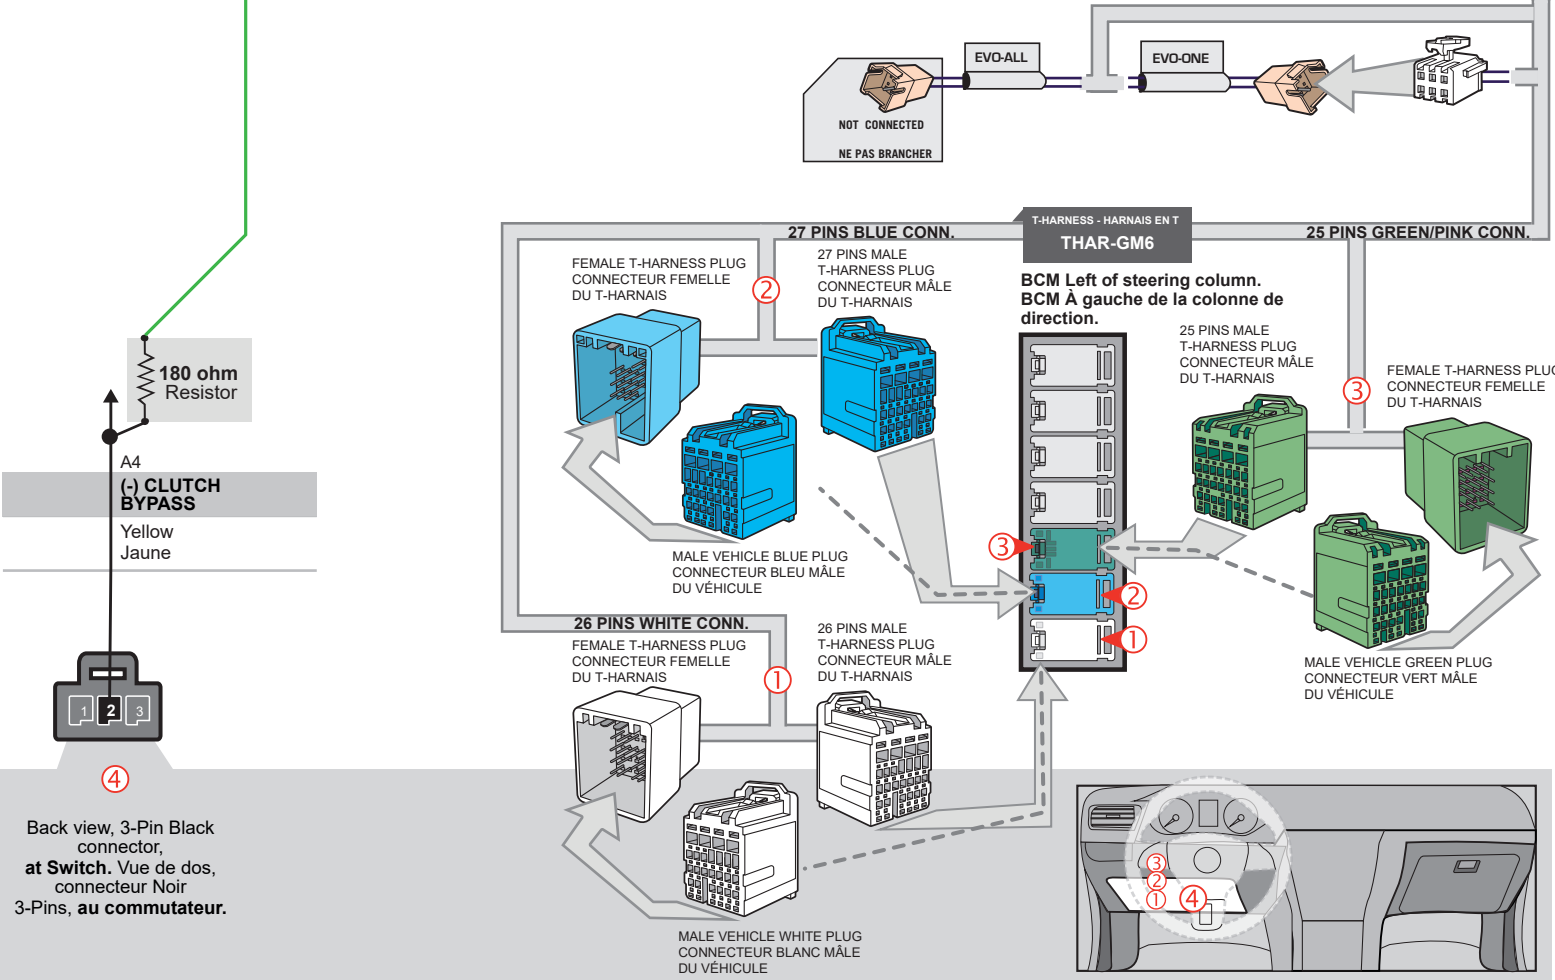 EVO-ALL
EVO-ONE
NOT CONNECTED
NE PAS BRANCHER
T-HARNESS - HARNAIS EN T
THAR-GM6
27 PINS BLUE CONN.
25 PINS GREEN/PINK CONN.
FEMALE T-HARNESS PLUG
CONNECTEUR FEMELLE
DU T-HARNAIS
2
27 PINS MALE
T-HARNESS PLUG
CONNECTEUR MÂLE
DU T-HARNAIS
BCM Left of steering column.
BCM À gauche de la colonne de
direction.
25 PINS MALE
T-HARNESS PLUG
CONNECTEUR MÂLE
DU T-HARNAIS
3
FEMALE T-HARNESS PLUG
CONNECTEUR FEMELLE
DU T-HARNAIS
180 ohm
Resistor
A4
(-) CLUTCH
BYPASS
Yellow
Jaune
MALE VEHICLE BLUE PLUG
CONNECTEUR BLEU MÂLE
DU VÉHICULE
3
2
1
26 PINS WHITE CONN.
FEMALE T-HARNESS PLUG
CONNECTEUR FEMELLE
DU T-HARNAIS
1
26 PINS MALE
T-HARNESS PLUG
CONNECTEUR MÂLE
DU T-HARNAIS
MALE VEHICLE GREEN PLUG
CONNECTEUR VERT MÂLE
DU VÉHICULE
1 2 3
4
Back view, 3-Pin Black
connector,
at Switch. Vue de dos,
connecteur Noir
3-Pins, au commutateur.
MALE VEHICLE WHITE PLUG
CONNECTEUR BLANC MÂLE
DU VÉHICULE
3
2
1
4